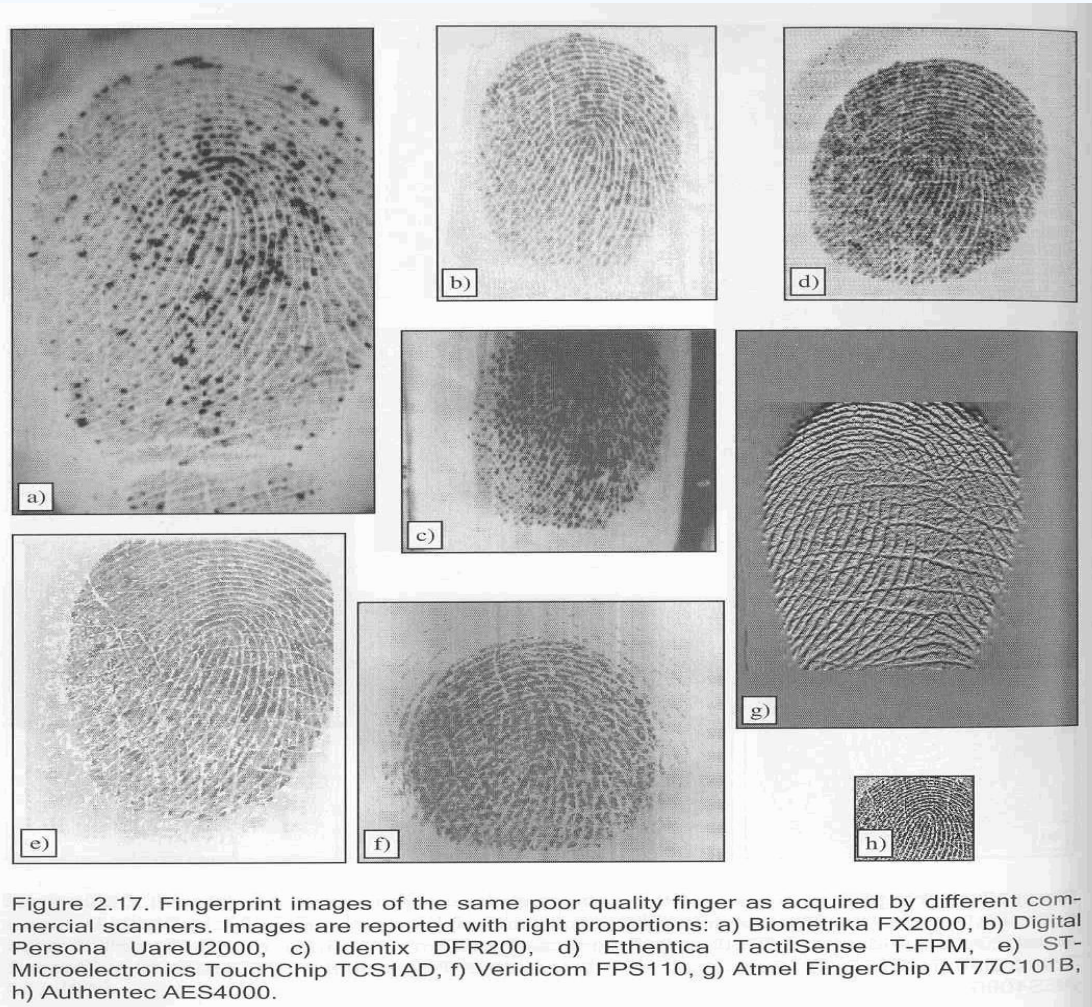 a)
b)
d)
c)
e)
f)
g)
h)
Figure 2.17. Fingerprint images of the same poor quality finger as acquired by different com-
mercial scanners. Images are reported with right proportions: a) Biometrika FX2000, b) Digital
Persona UareU2000, c) Identix DFR200, d) Ethentica TactilSense T-FPM, e) ST-
Microelectronics TouchChip TCS1AD, f) Veridicom FPS110, g) Atmel FingerChip AT77C101B,
h) Authentec AES4000.